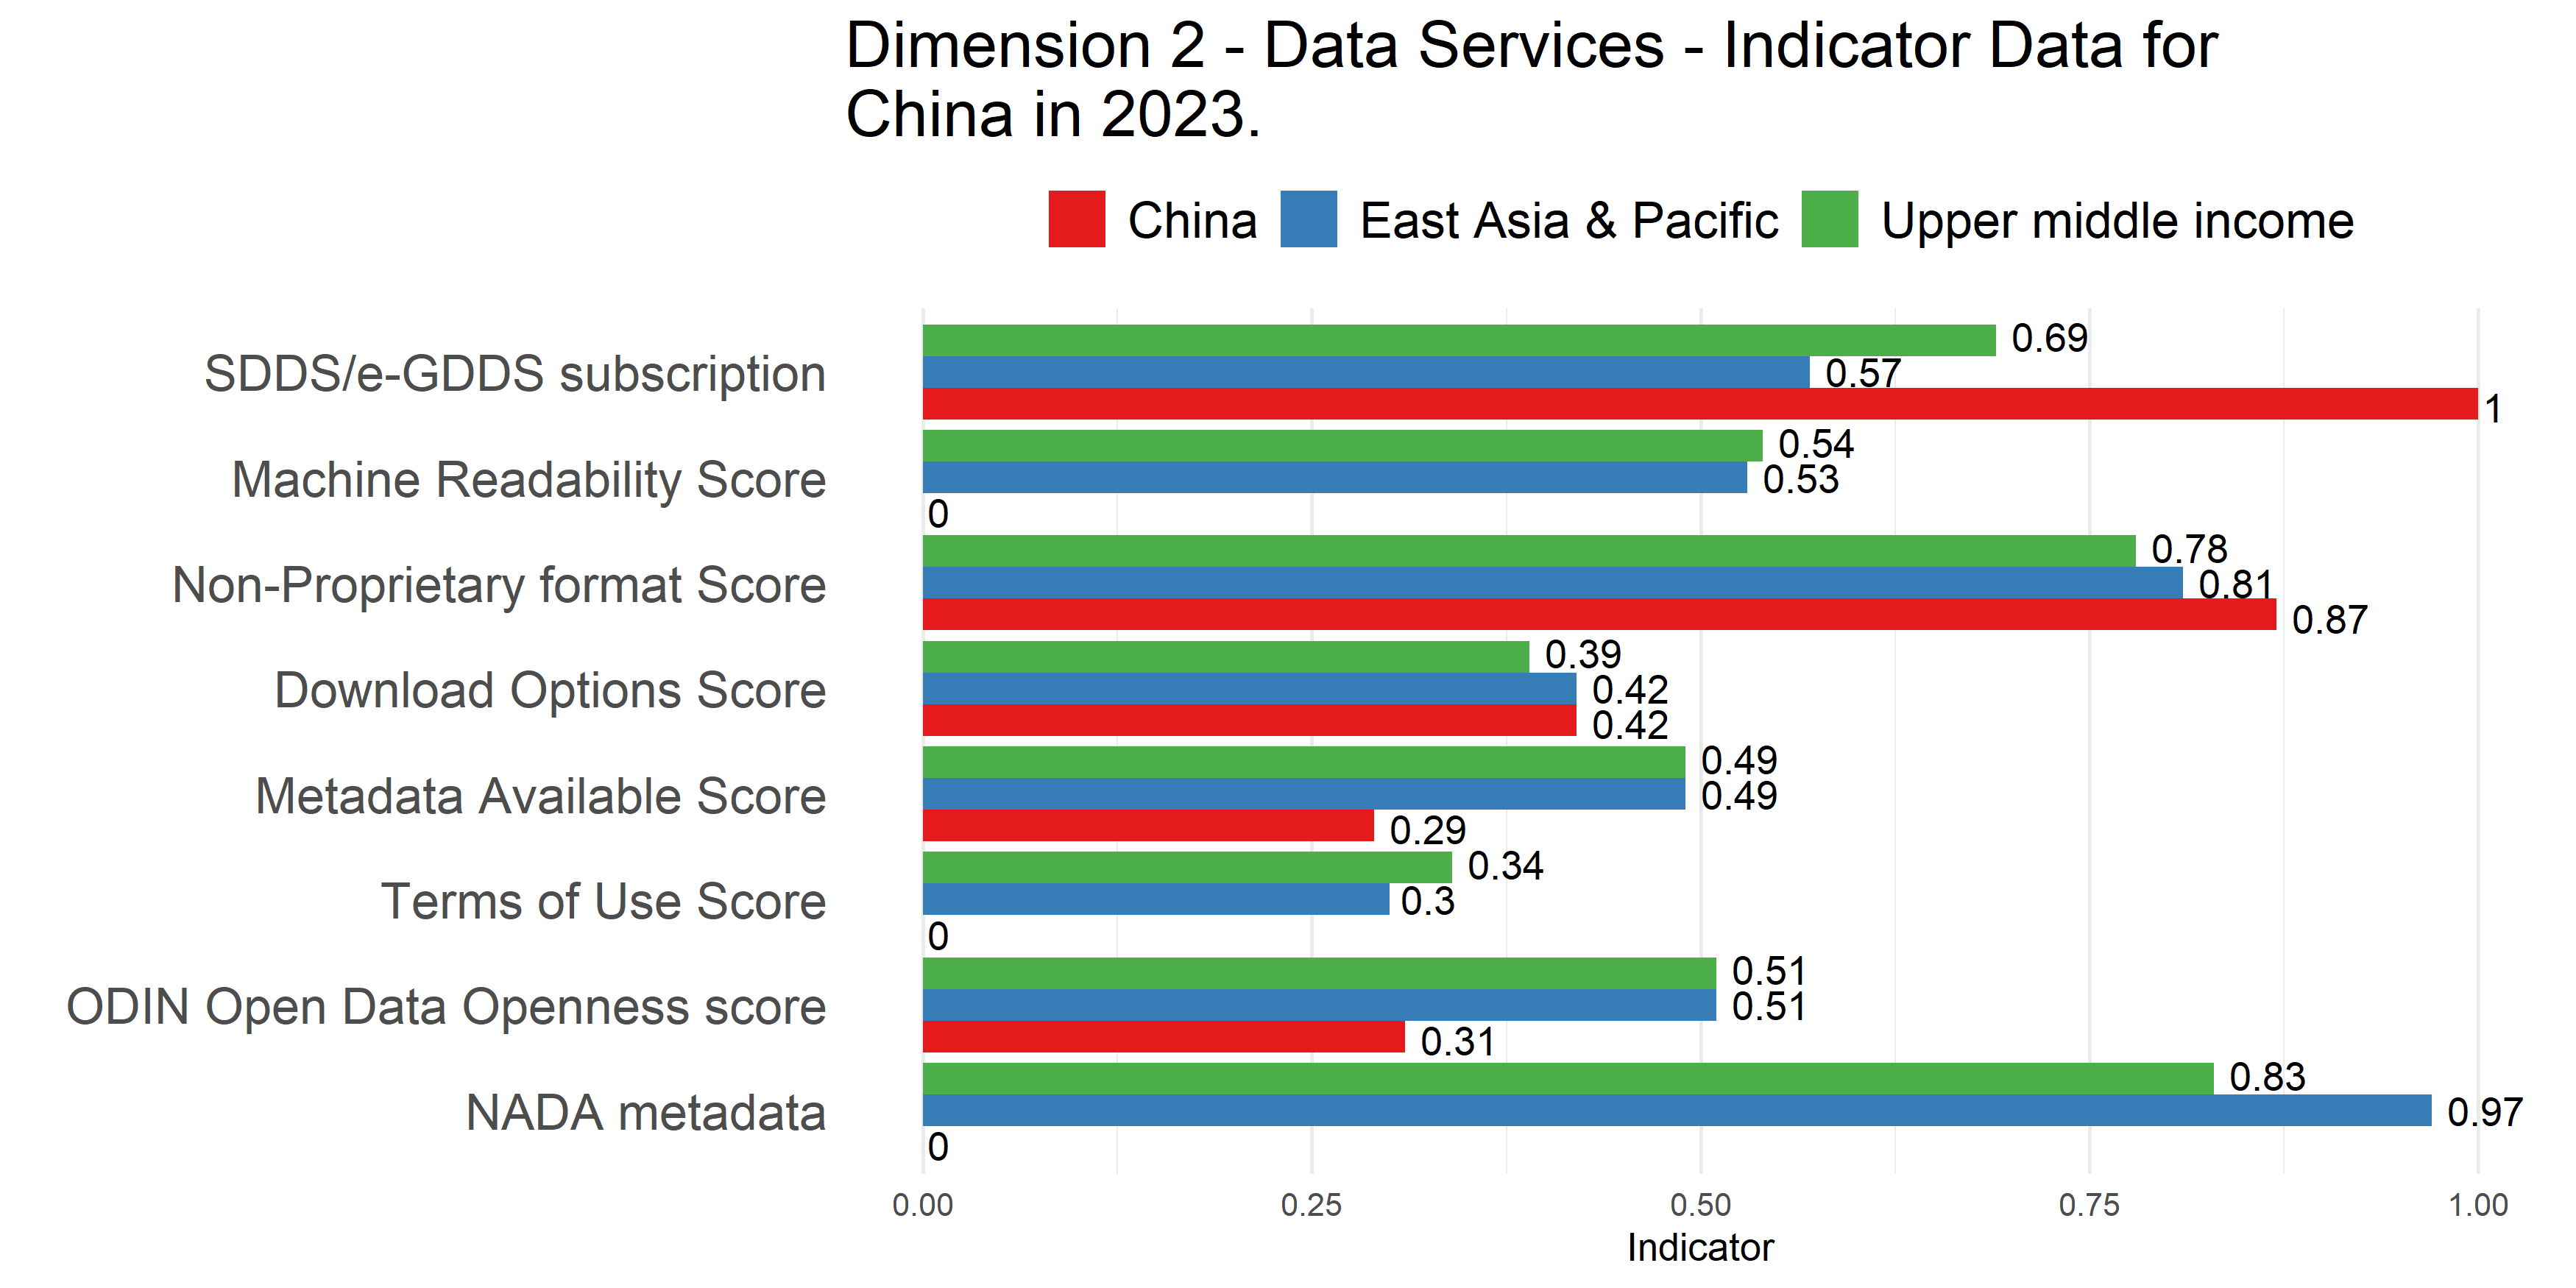 Dimension 2 - Data Services - Indicator Data for
China in 2023.
China
East Asia & Pacific
Upper middle income
SDDS/e-GDDS subscription
0.69
0.57
1
Machine Readability Score
0.54
0.53
0
Non-Proprietary format Score
0.78
0.81
0.87
Download Options Score
0.39
0.42
0.42
Metadata Available Score
0.49
0.49
0.29
Terms of Use Score
0.34
0.3
0
ODIN Open Data Openness score
0.51
0.51
0.31
NADA metadata
0.83
0.97
0
0.00 0.25 0.50 0.75 1.00
Indicator